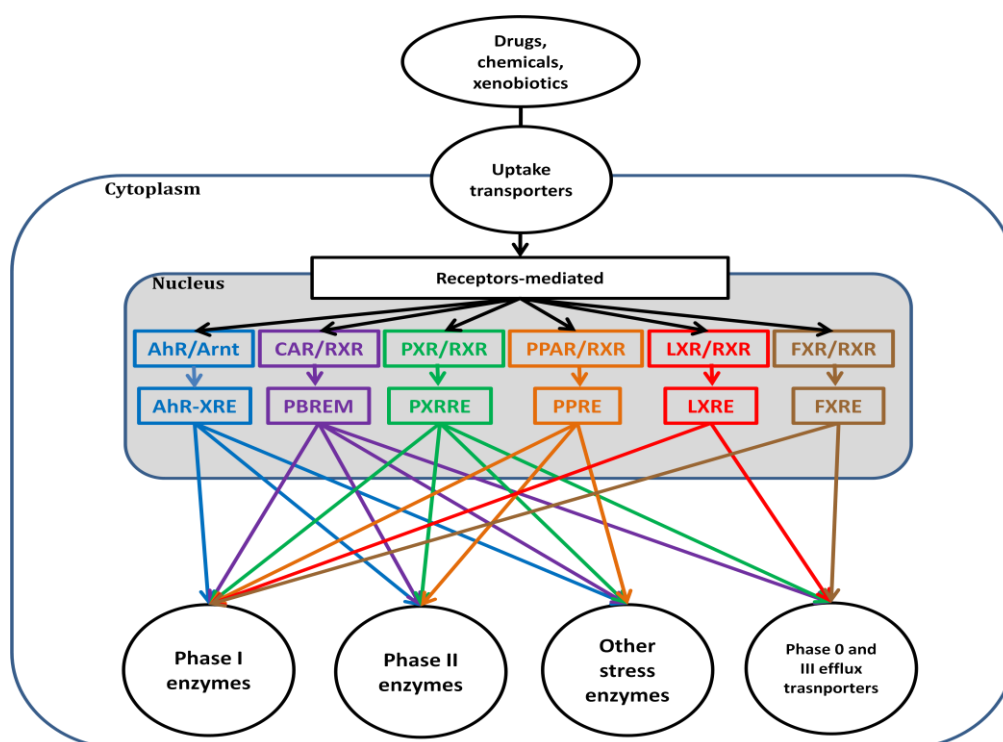 Drugs,
chemicals,
xenobiotics
Uptake
transporters
Cytoplasm
Receptors-mediated
Nucleus
AhR/Arnt
CAR/RXR
PXR/RXR
PPAR/RXR
LXR/RXR
FXR/RXR
AhR-XRE
PBREM
PXRRE
PPRE
LXRE
FXRE
Phase I
enzymes
Phase II
enzymes
Other
stress
enzymes
Phase 0 and
III efflux
trasnporters